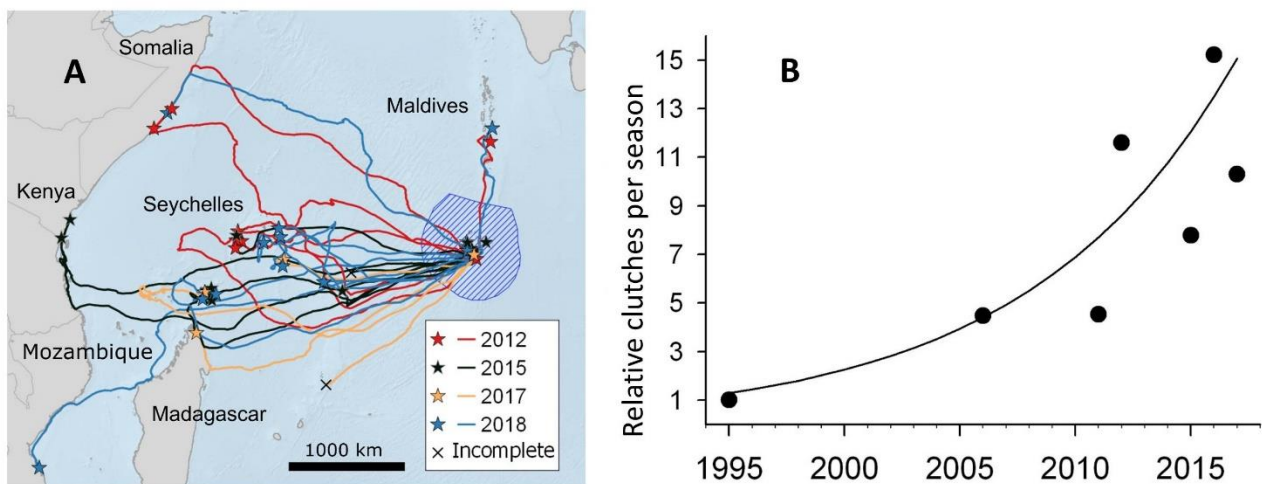 A
Somalia
Maldives
Kenya
Seychelles
Mozambique
Madagascar
2012
2015
2017
2018
Incomplete
1000 km
B
Relative clutches per season
15
13
11
9
7
5
3
1
1995 2000 2005 2010 2015